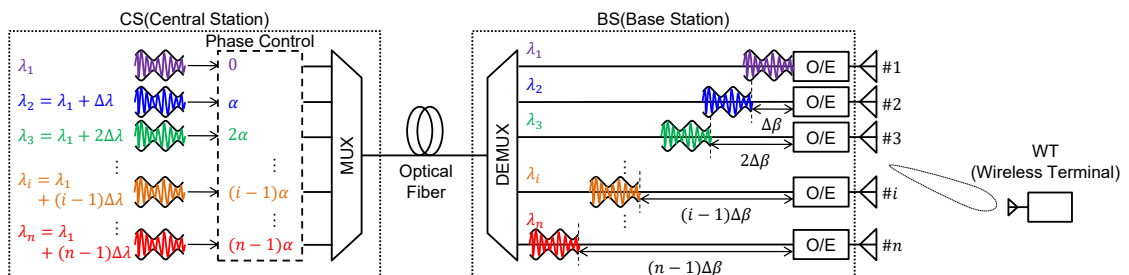 CS(Central Station)
BS(Base Station)
Phase Control
λ₁
0
λ₂ = λ₁ + Δλ
α
λ₃ = λ₁ + 2Δλ
2α
⋮
⋮
λᵢ = λ₁
+ (i−1)Δλ
(i − 1)α
⋮
⋮
λₙ = λ₁
+ (n−1)Δλ
(n − 1)α
MUX
Optical
Fiber
DEMUX
λ₁
O/E
#1
λ₂
Δβ
O/E
#2
λ₃
2Δβ
O/E
#3
⋮
⋮
λᵢ
(i − 1)Δβ
O/E
#i
⋮
⋮
λₙ
(n − 1)Δβ
O/E
#n
WT
(Wireless Terminal)